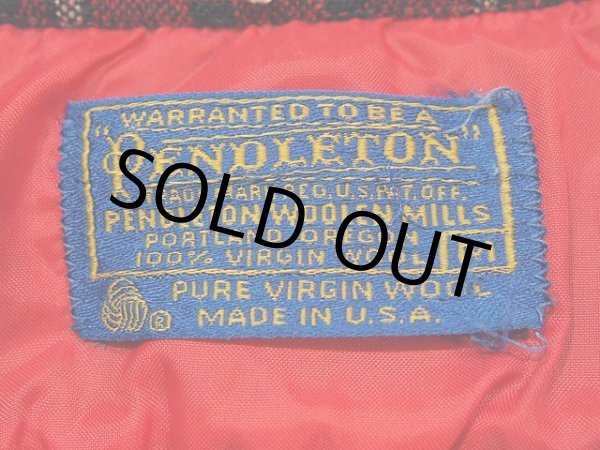 WARRANTED TO BE A
"PENDLETON"
REG. U.S. PAT. OFF.
PENDLETON WOOLEN MILLS
PORTLAND, OREGON
100% VIRGIN WOOL
PURE VIRGIN WOOL
® MADE IN U.S.A.
SOLD OUT